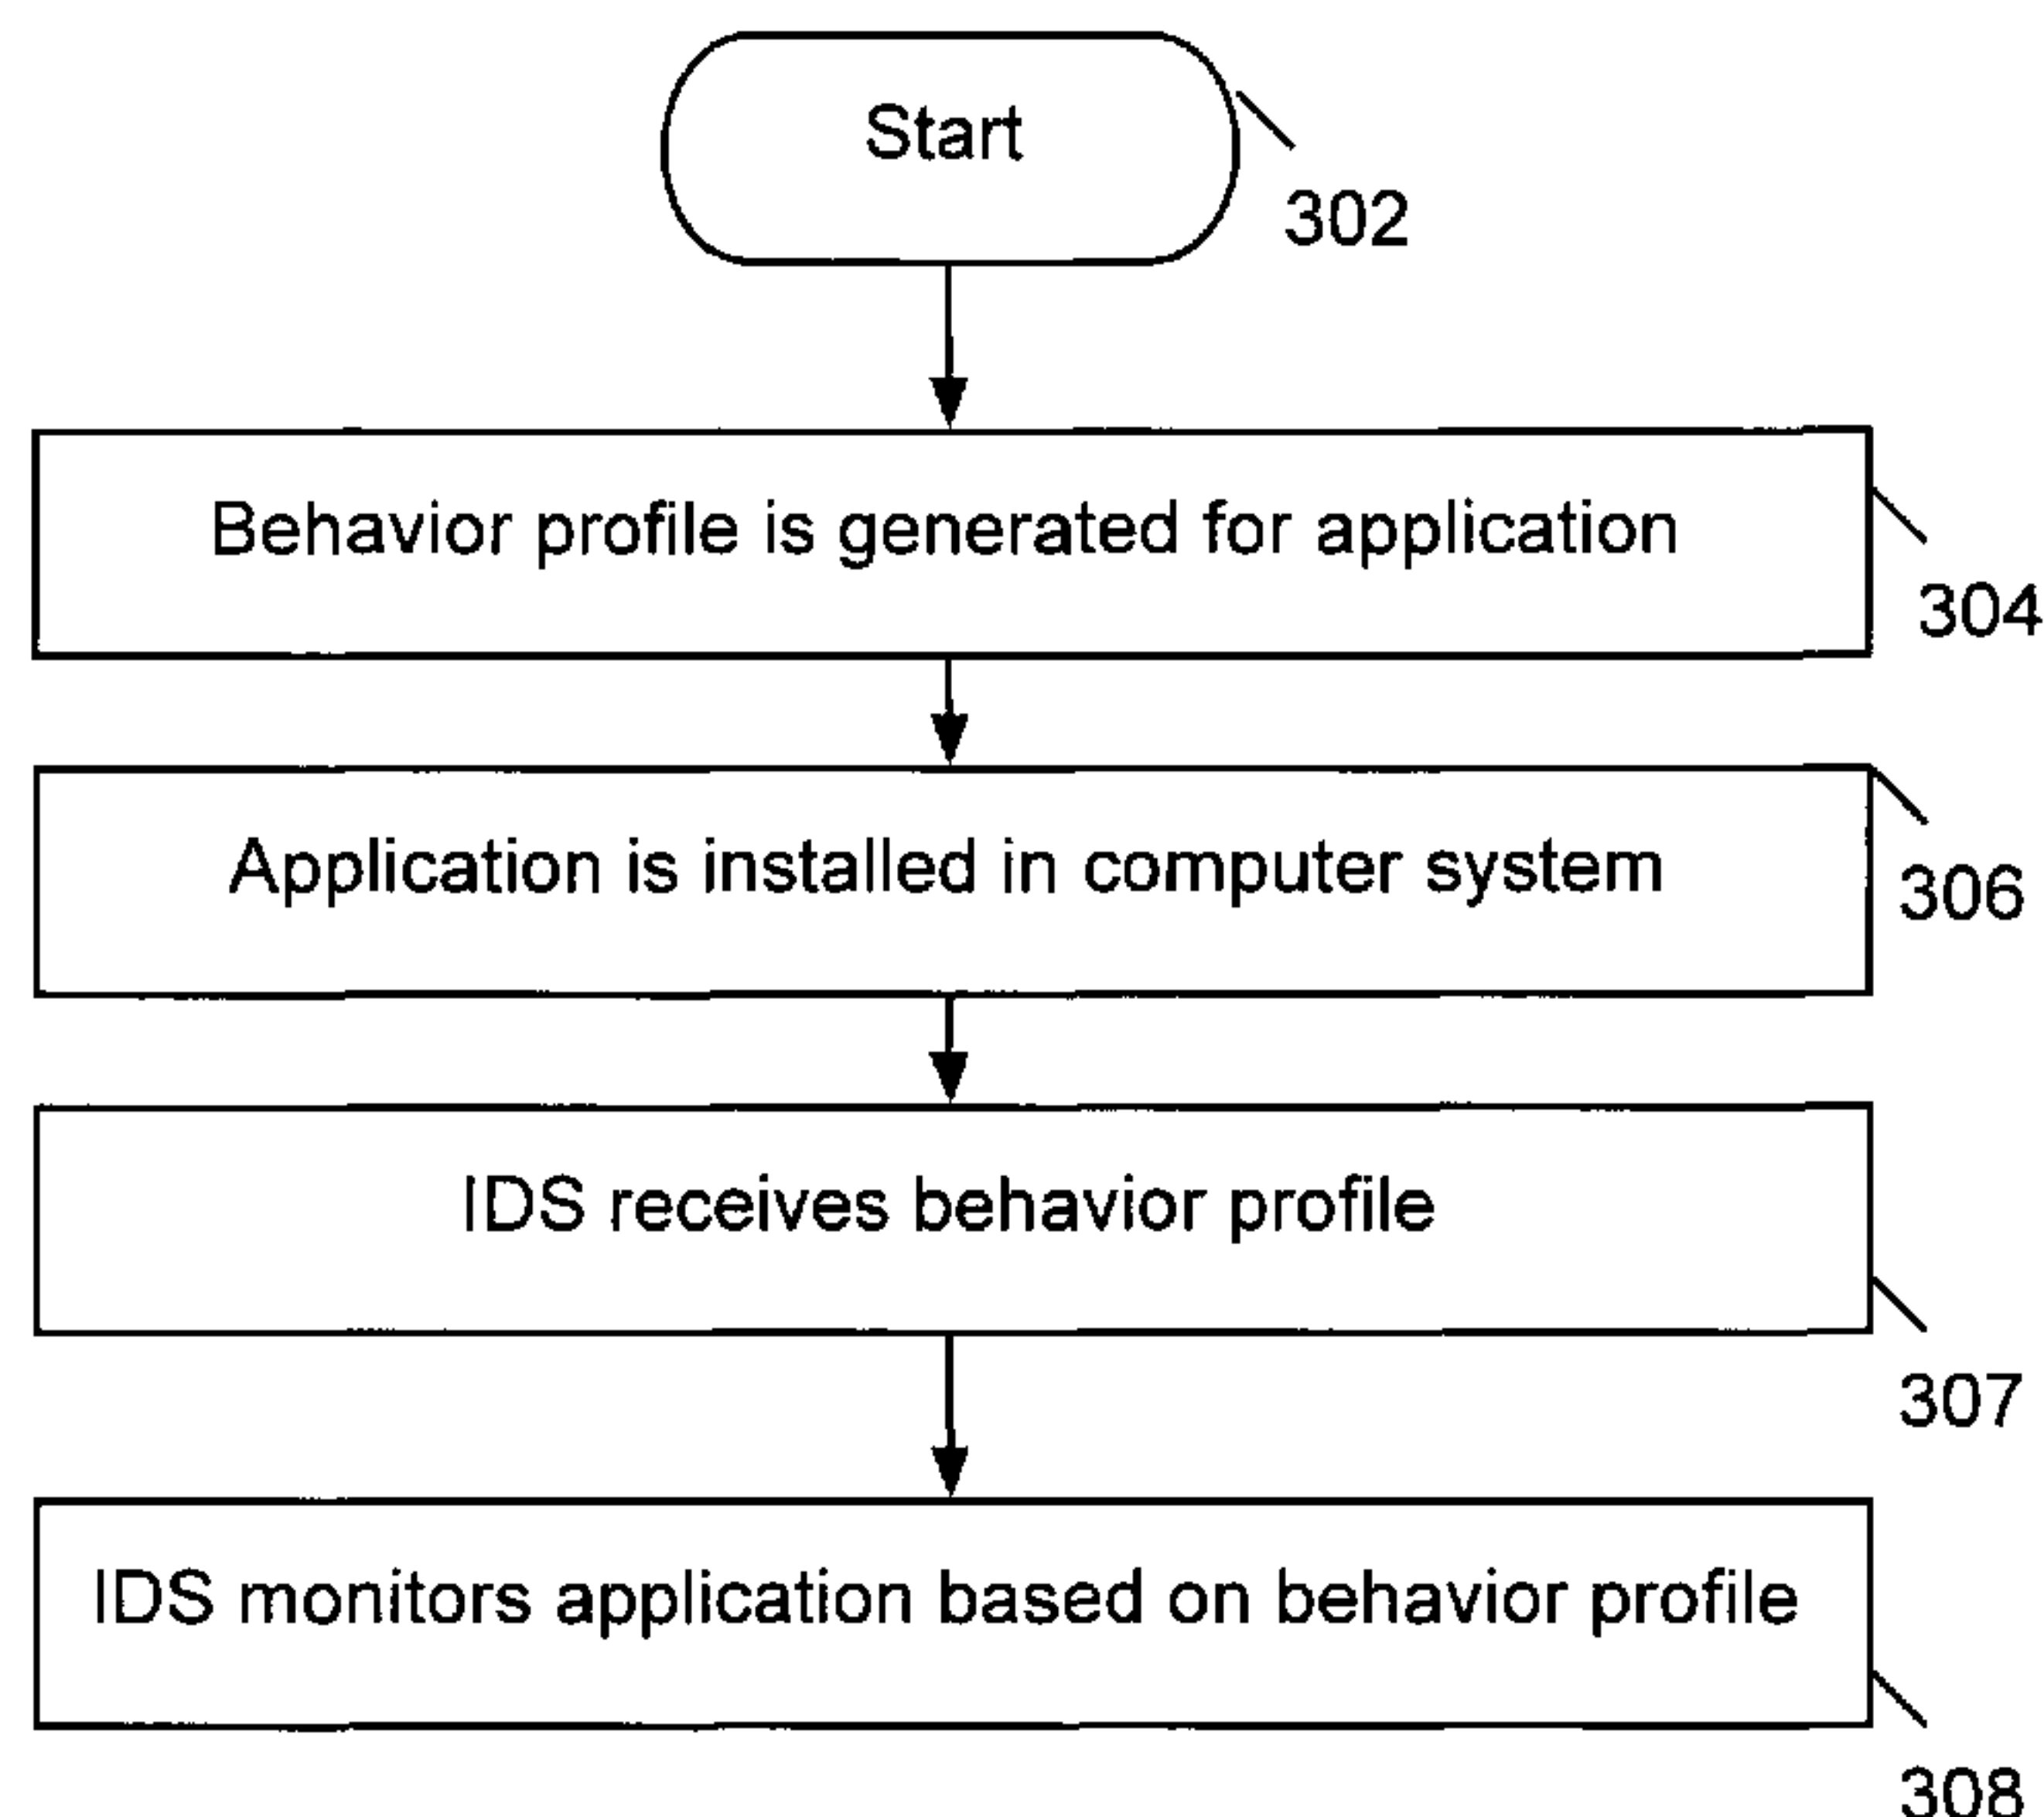 Start
302
Behavior profile is generated for application
304
Application is installed in computer system
306
IDS receives behavior profile
307
IDS monitors application based on behavior profile
308